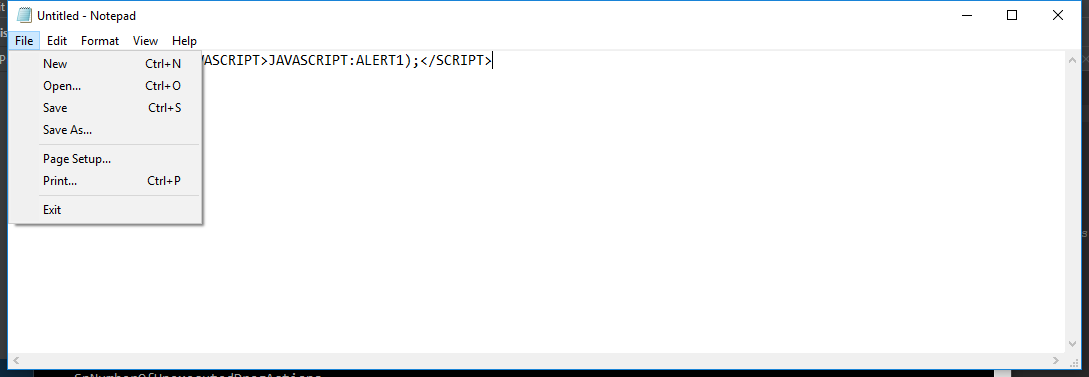 Untitled - Notepad
File Edit Format View Help
VASCRIPT>JAVASCRIPT:ALERT1);</SCRIPT>
New Ctrl+N
Open... Ctrl+O
Save Ctrl+S
Save As...
Page Setup...
Print... Ctrl+P
Exit